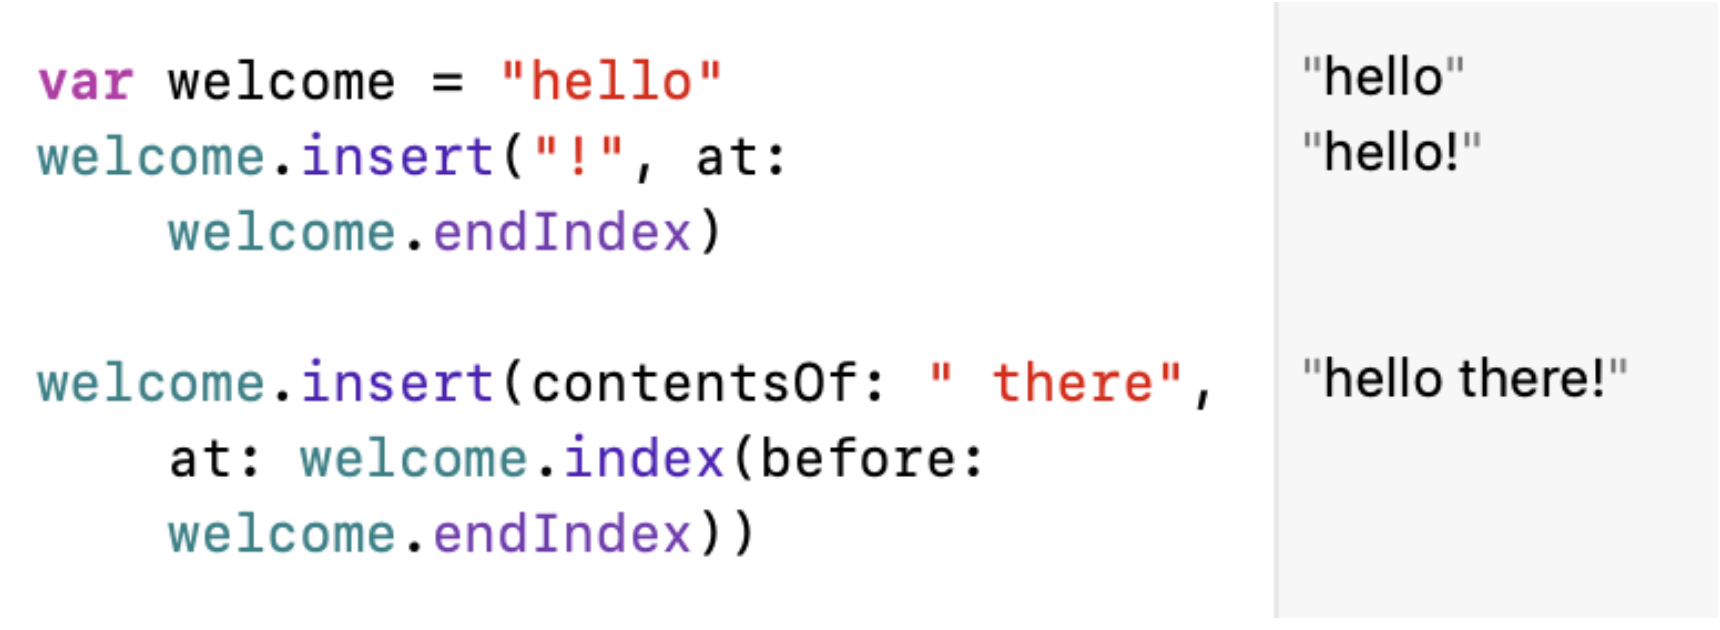 var welcome = "hello"
welcome.insert("!", at:
    welcome.endIndex)
welcome.insert(contentsOf: " there",
    at: welcome.index(before:
    welcome.endIndex))
"hello"
"hello!"
"hello there!"